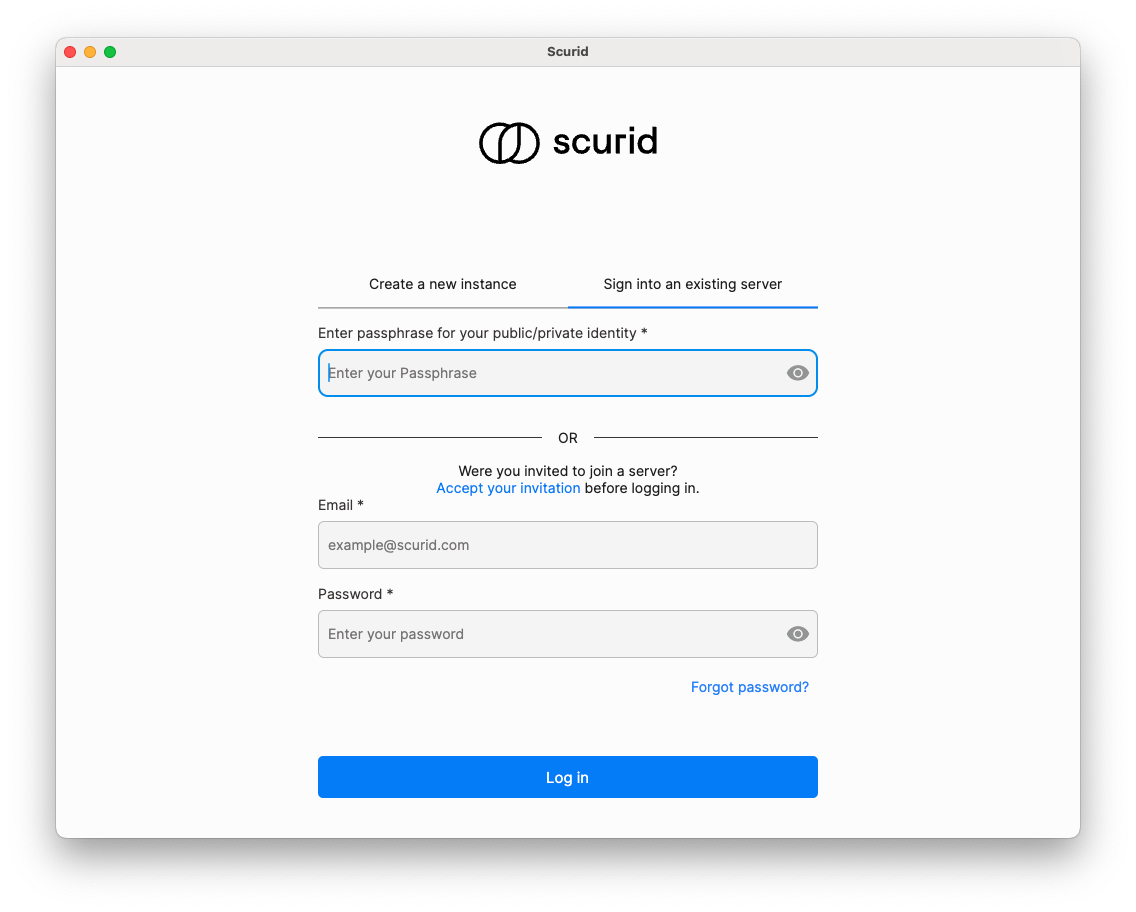 Scurid
scurid
Create a new instance
Sign into an existing server
Enter passphrase for your public/private identity *
Enter your Passphrase
OR
Were you invited to join a server?
Accept your invitation before logging in.
Email *
example@scurid.com
Password *
Enter your password
Forgot password?
Log in